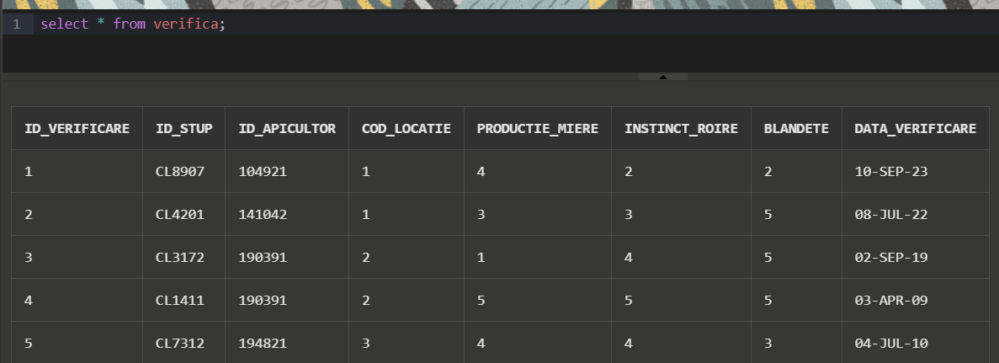 1 select * from verifica;
ID_VERIFICARE ID_STUP ID_APICULTOR COD_LOCATIE PRODUCTIE_MIERE INSTINCT_ROIRE BLANDETE DATA_VERIFICARE
1 CL8907 104921 1 4 2 2 10-SEP-23
2 CL4201 141042 1 3 3 5 08-JUL-22
3 CL3172 190391 2 1 4 5 02-SEP-19
4 CL1411 190391 2 5 5 5 03-APR-09
5 CL7312 194821 3 4 4 3 04-JUL-10